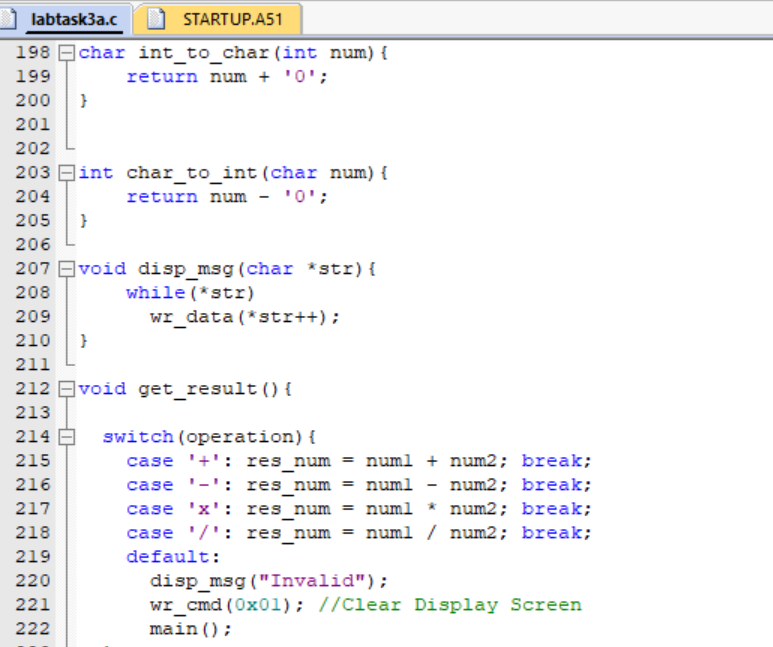 labtask3a.c STARTUP.A51
198 char int_to_char(int num){
199 return num + '0';
200 }
201
202
203 int char_to_int(char num){
204 return num - '0';
205 }
206
207 void disp_msg(char *str){
208 while(*str)
209 wr_data(*str++);
210 }
211
212 void get_result(){
213
214 switch(operation){
215 case '+': res_num = num1 + num2; break;
216 case '-': res_num = num1 - num2; break;
217 case 'x': res_num = num1 * num2; break;
218 case '/': res_num = num1 / num2; break;
219 default:
220 disp_msg("Invalid");
221 wr_cmd(0x01); //Clear Display Screen
222 main();